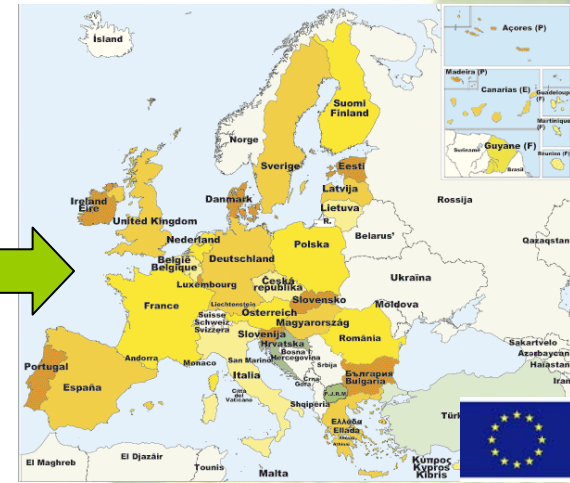 Ísland
Açores (P)
Madeira (P)
Canarias (E)
Guadeloupe
(F)
Martinique
(F)
Suriname
Guyane (F)
Brasil
Réunion (F)
Suomi
Finland
Norge
Sverige
Eesti
Latvija
Lietuva
R.
Rossija
Danmark
Ireland
Éire
United Kingdom
Nederland
België
Belgique
Deutschland
Polska
Belarus'
Qazaqstan
Luxembourg
Česká
republika
Ukraïna
Slovensko
Moldova
France
Liechtenstein
Österreich
Suisse
Schweiz
Svizzera
Magyarország
Slovenija
România
Hrvatska
Bosna i
Hercegovina
Srbija
Sakartvelo
Azərbaycan
Harastan
Iran
Andorra
Monaco
San Marino
Italia
Crna
Gora
България
Bulgaria
Portugal
España
Città
del
Vaticano
Shqipëria
F.J.R.M.
Türk
Ελλάδα
Ellada
El Maghreb
El Djazâir
Tounis
Malta
Κύπρος
Kypros
Kibris